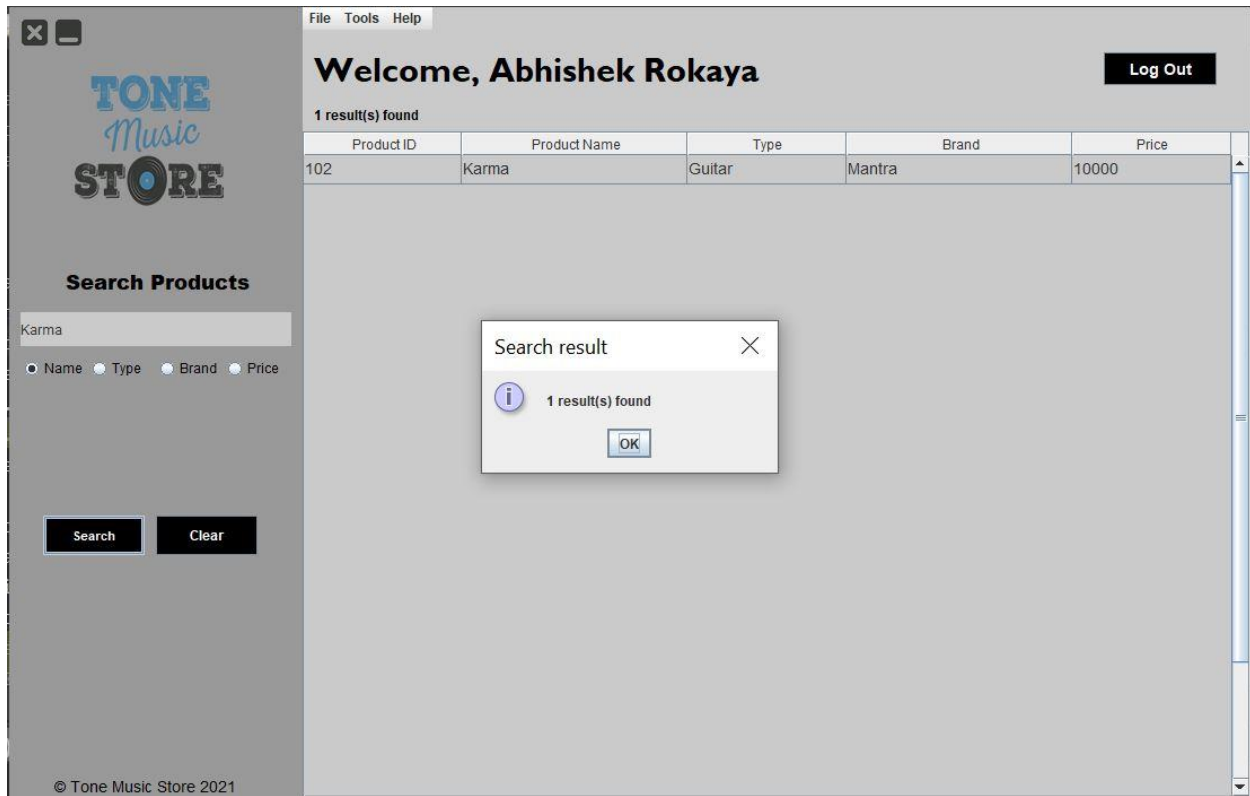 File Tools Help
TONE
Music
STORE
Welcome, Abhishek Rokaya
Log Out
1 result(s) found
Product ID Product Name Type Brand Price
102 Karma Guitar Mantra 10000
Search Products
Karma
Name Type Brand Price
Search Clear
Search result
1 result(s) found
OK
© Tone Music Store 2021